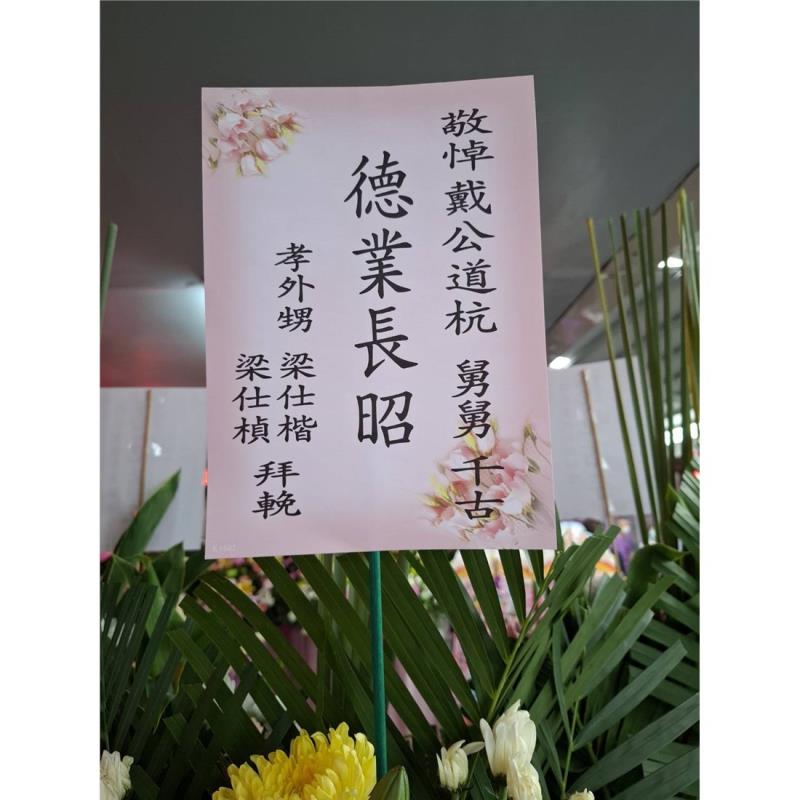 敬悼戴公道杭 舅舅 千古
德業長昭
孝外甥 梁仕楷
梁仕楨
拜輓